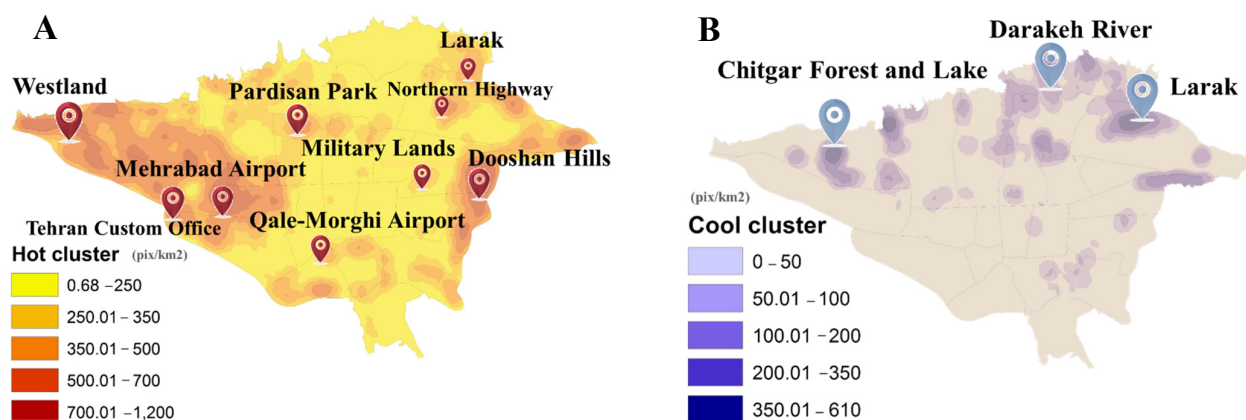 A
Larak
Westland
Pardisan Park
Northern Highway
Military Lands
Mehrabad Airport
Dooshan Hills
Qale-Morghi Airport
Tehran Custom Office
Hot cluster (pix/km2)
0.68 –250
250.01 – 350
350.01 – 500
500.01 – 700
700.01 –1,200
B
Darakeh River
Chitgar Forest and Lake
Larak
(pix/km2)
Cool cluster
0 – 50
50.01 – 100
100.01 –200
200.01 –350
350.01 – 610